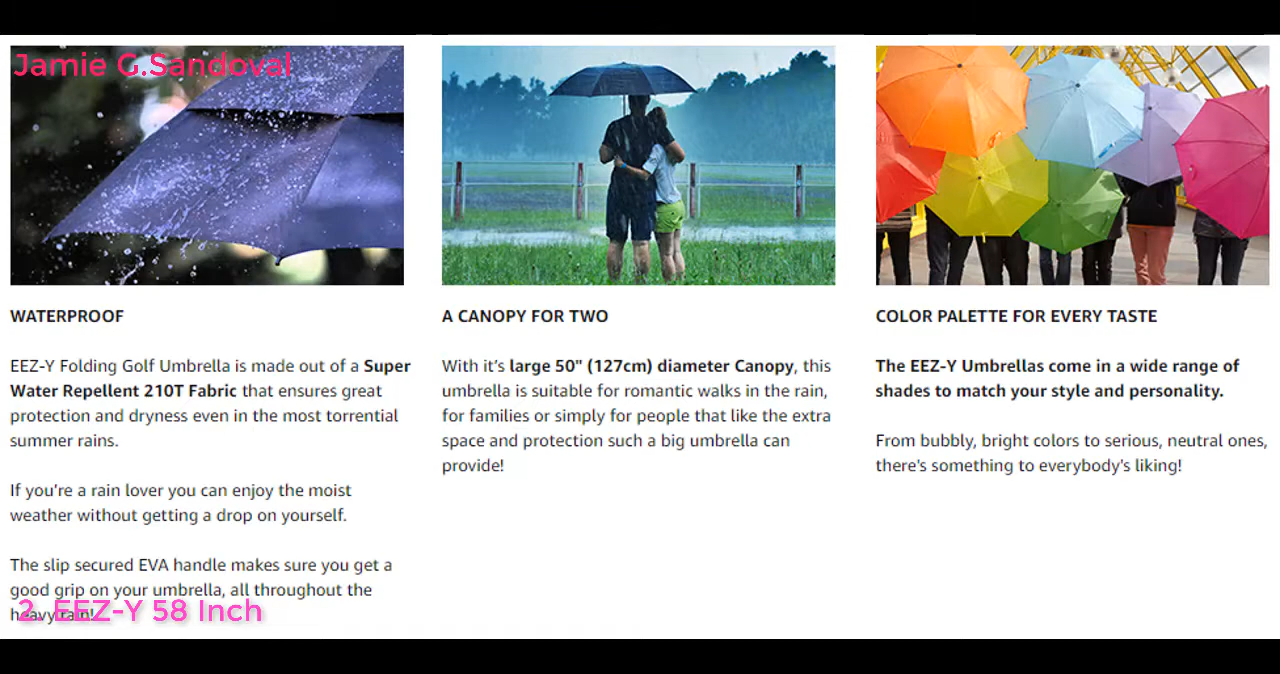 Jamie G.Sandoval
WATERPROOF
EEZ-Y Folding Golf Umbrella is made out of a Super
Water Repellent 210T Fabric that ensures great
protection and dryness even in the most torrential
summer rains.
If you're a rain lover you can enjoy the moist
weather without getting a drop on yourself.
The slip secured EVA handle makes sure you get a
good grip on your umbrella, all throughout the
heavy rain!
2. EEZ-Y 58 Inch
A CANOPY FOR TWO
With it's large 50" (127cm) diameter Canopy, this
umbrella is suitable for romantic walks in the rain,
for families or simply for people that like the extra
space and protection such a big umbrella can
provide!
COLOR PALETTE FOR EVERY TASTE
The EEZ-Y Umbrellas come in a wide range of
shades to match your style and personality.
From bubbly, bright colors to serious, neutral ones,
there's something to everybody's liking!